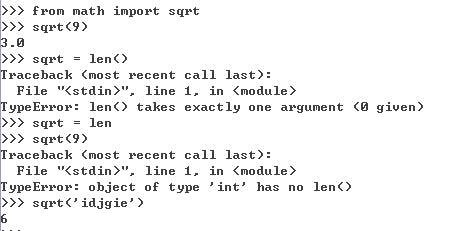 >>> from math import sqrt
>>> sqrt(9)
3.0
>>> sqrt = len()
Traceback (most recent call last):
  File "<stdin>", line 1, in <module>
TypeError: len() takes exactly one argument (0 given)
>>> sqrt = len
>>> sqrt(9)
Traceback (most recent call last):
  File "<stdin>", line 1, in <module>
TypeError: object of type 'int' has no len()
>>> sqrt('idjgie')
6
>>>